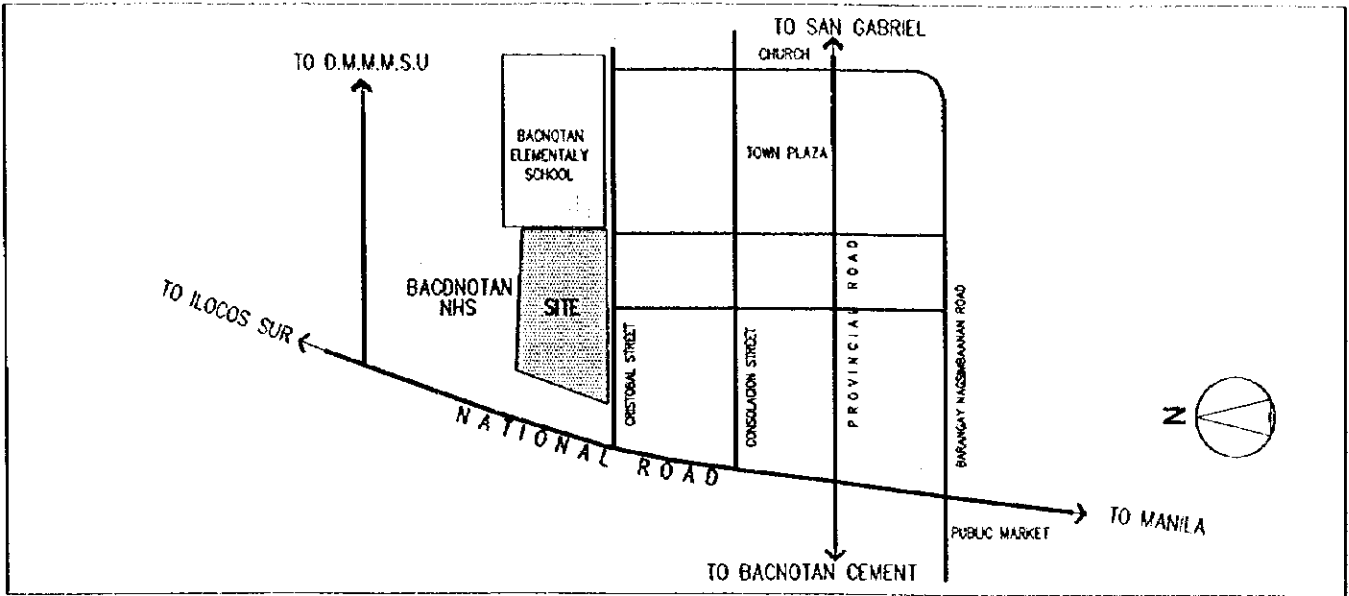 TO SAN GABRIEL
CHURCH
TO D.M.M.M.S.U
BACNOTAN
ELEMENTALY
SCHOOL
TOWN PLAZA
BACDNOTAN
NHS
SITE
TO ILOCOS SUR
CRISTOBAL STREET
CONSOLACION STREET
PROVINCIAL ROAD
BARANGAY NAGSIMBAANAN ROAD
N
NATIONAL ROAD
TO MANILA
PUBLIC MARKET
TO BACNOTAN CEMENT